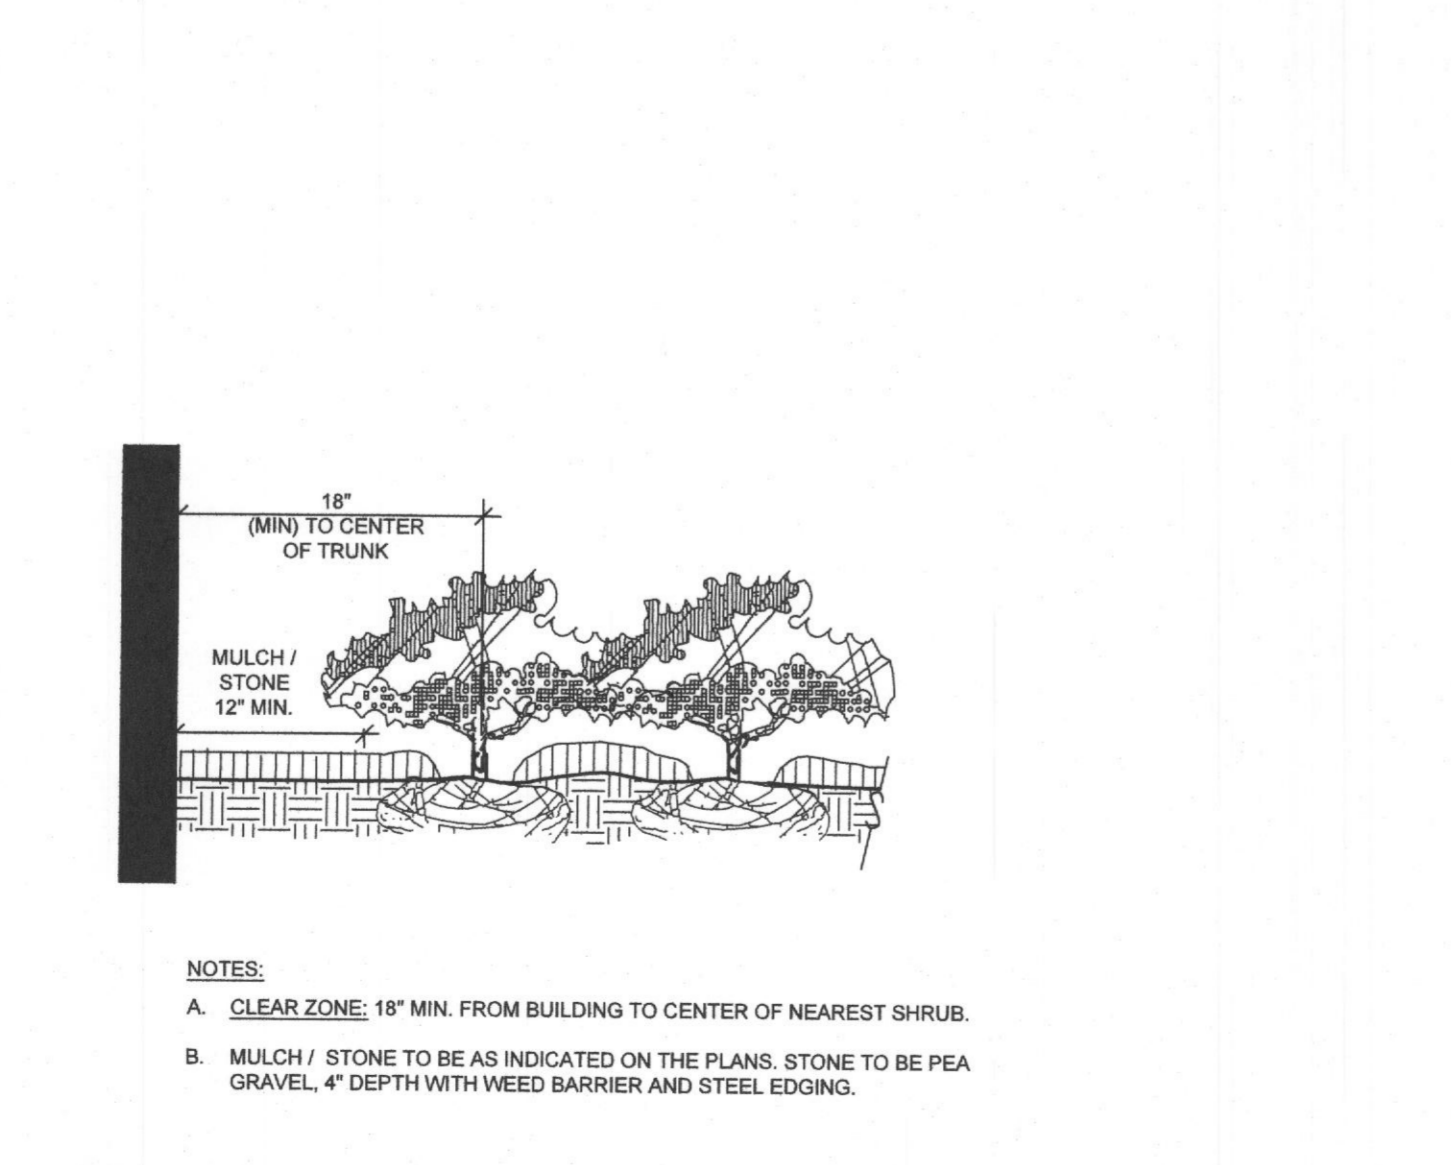 18"
(MIN) TO CENTER
OF TRUNK
MULCH /
STONE
12" MIN.
NOTES:
A. CLEAR ZONE: 18" MIN. FROM BUILDING TO CENTER OF NEAREST SHRUB.
B. MULCH / STONE TO BE AS INDICATED ON THE PLANS. STONE TO BE PEA
GRAVEL, 4" DEPTH WITH WEED BARRIER AND STEEL EDGING.